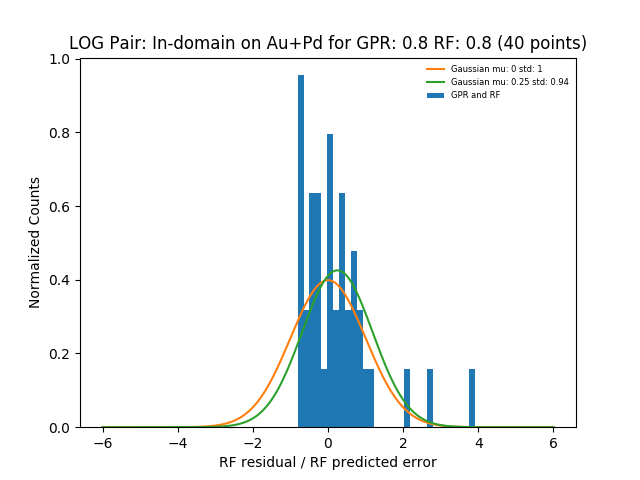 LOG Pair: In-domain on Au+Pd for GPR: 0.8 RF: 0.8 (40 points)
Gaussian mu: 0 std: 1
Gaussian mu: 0.25 std: 0.94
GPR and RF
Normalized Counts
1.0
0.8
0.6
0.4
0.2
0.0
−6 −4 −2 0 2 4 6
RF residual / RF predicted error